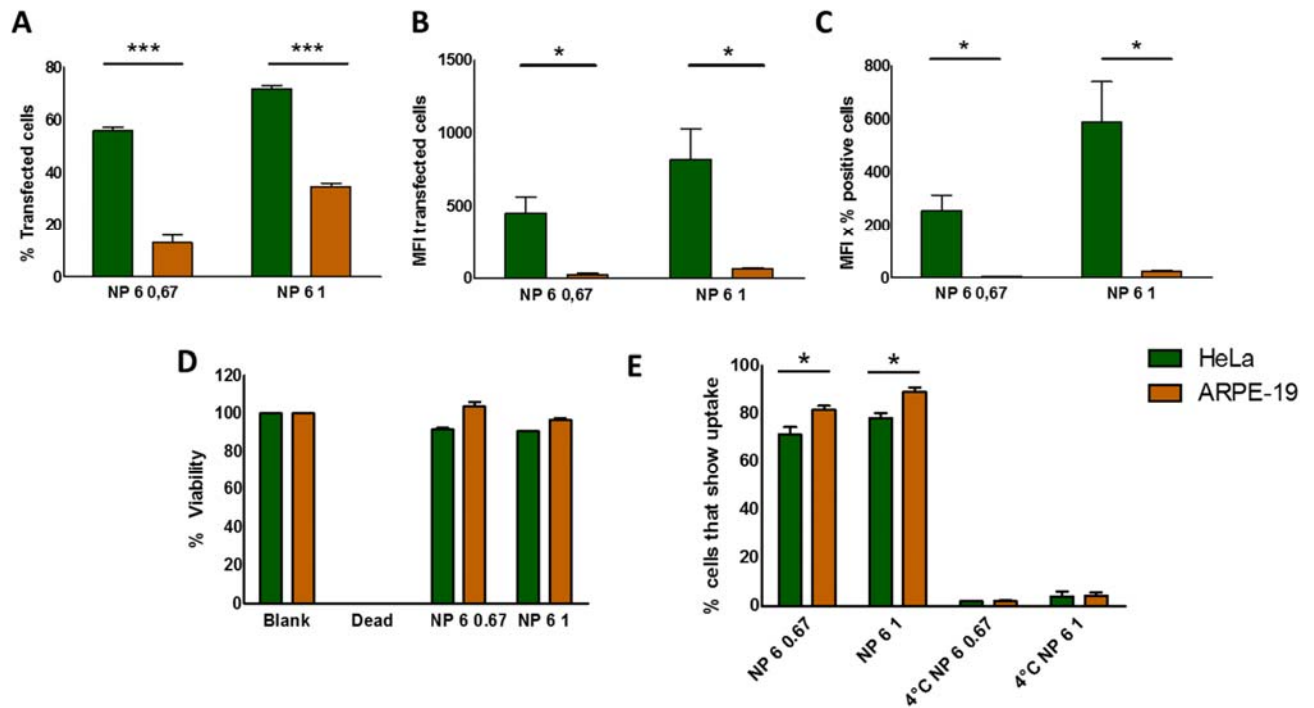 A
% Transfected cells
80
60
40
20
0
***
***
NP 6 0,67
NP 6 1
B
MFI transfected cells
1500
1000
500
0
*
*
NP 6 0,67
NP 6 1
C
MFI x % positive cells
800
600
400
200
0
*
*
NP 6 0,67
NP 6 1
D
% Viability
120
100
80
60
40
20
0
Blank
Dead
NP 6 0.67
NP 6 1
E
% cells that show uptake
100
80
60
40
20
0
*
*
NP 6 0.67
NP 6 1
4°C NP 6 0.67
4°C NP 6 1
HeLa
ARPE-19